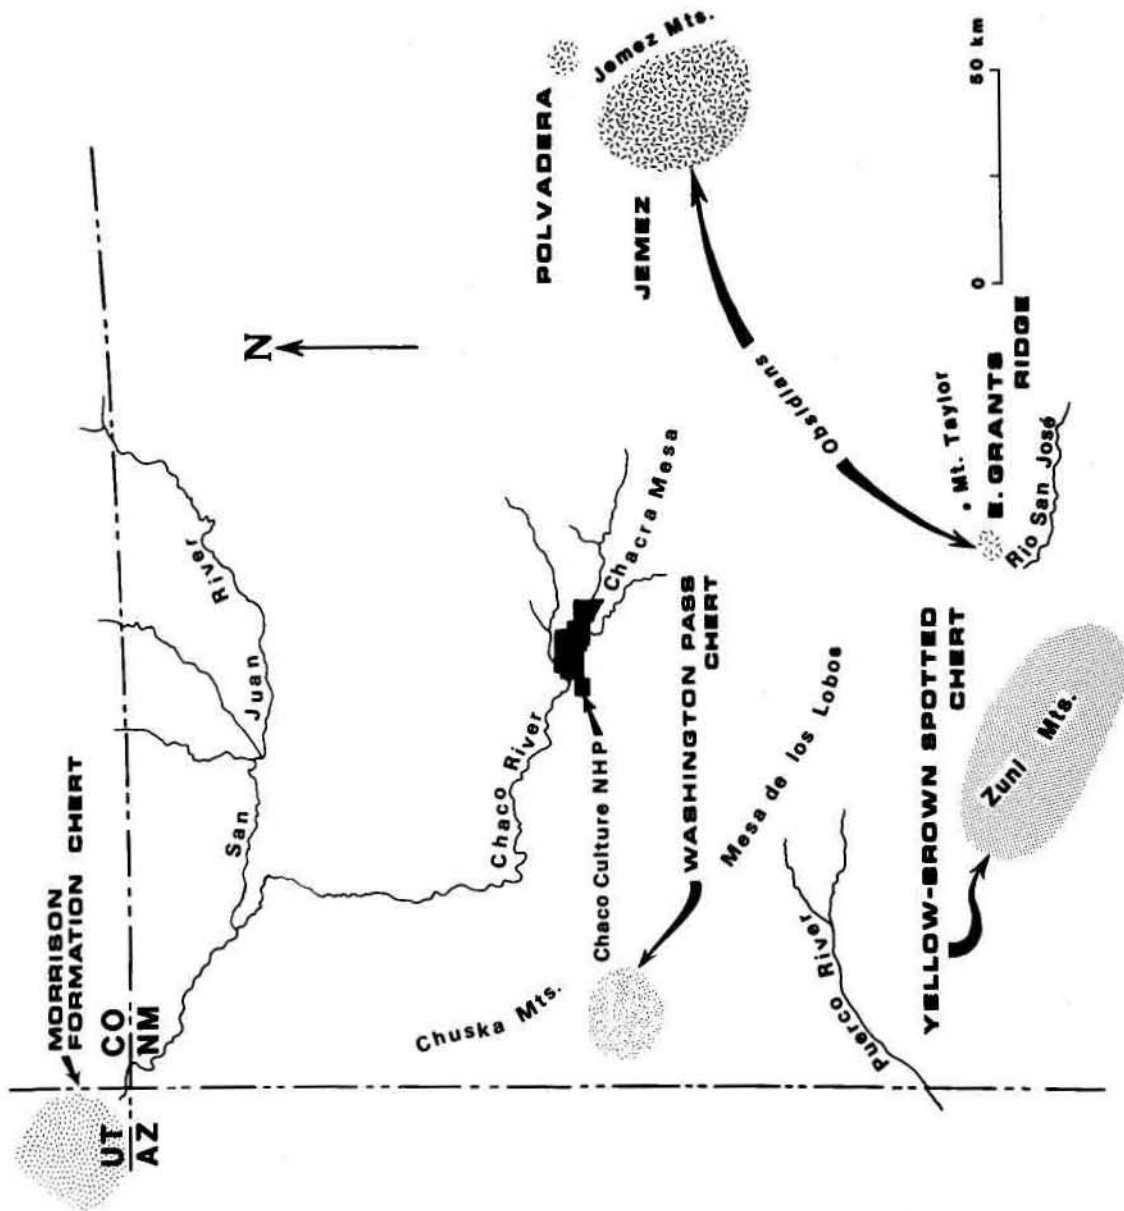 MORRISON
FORMATION CHERT
UT
CO
AZ
NM
San
Juan
River
N
Chuska Mts.
Chaco River
Chaco Culture NHP
Chacra Mesa
WASHINGTON PASS
CHERT
Mesa de los Lobos
Puerco River
POLVADERA
JEMEZ
Jemez Mts.
Obsidians
Mt. Taylor
E. GRANTS
RIDGE
Rio San José
YELLOW-BROWN SPOTTED
CHERT
Zuni Mts.
0
50 km